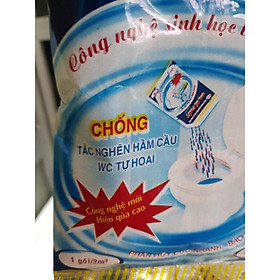 Công nghệ sinh học
CHỐNG
TẮC NGHẼN HẦM CẦU
WC TỰ HOẠI
Công nghệ mới
Hiệu quả cao
1 gói/2m³